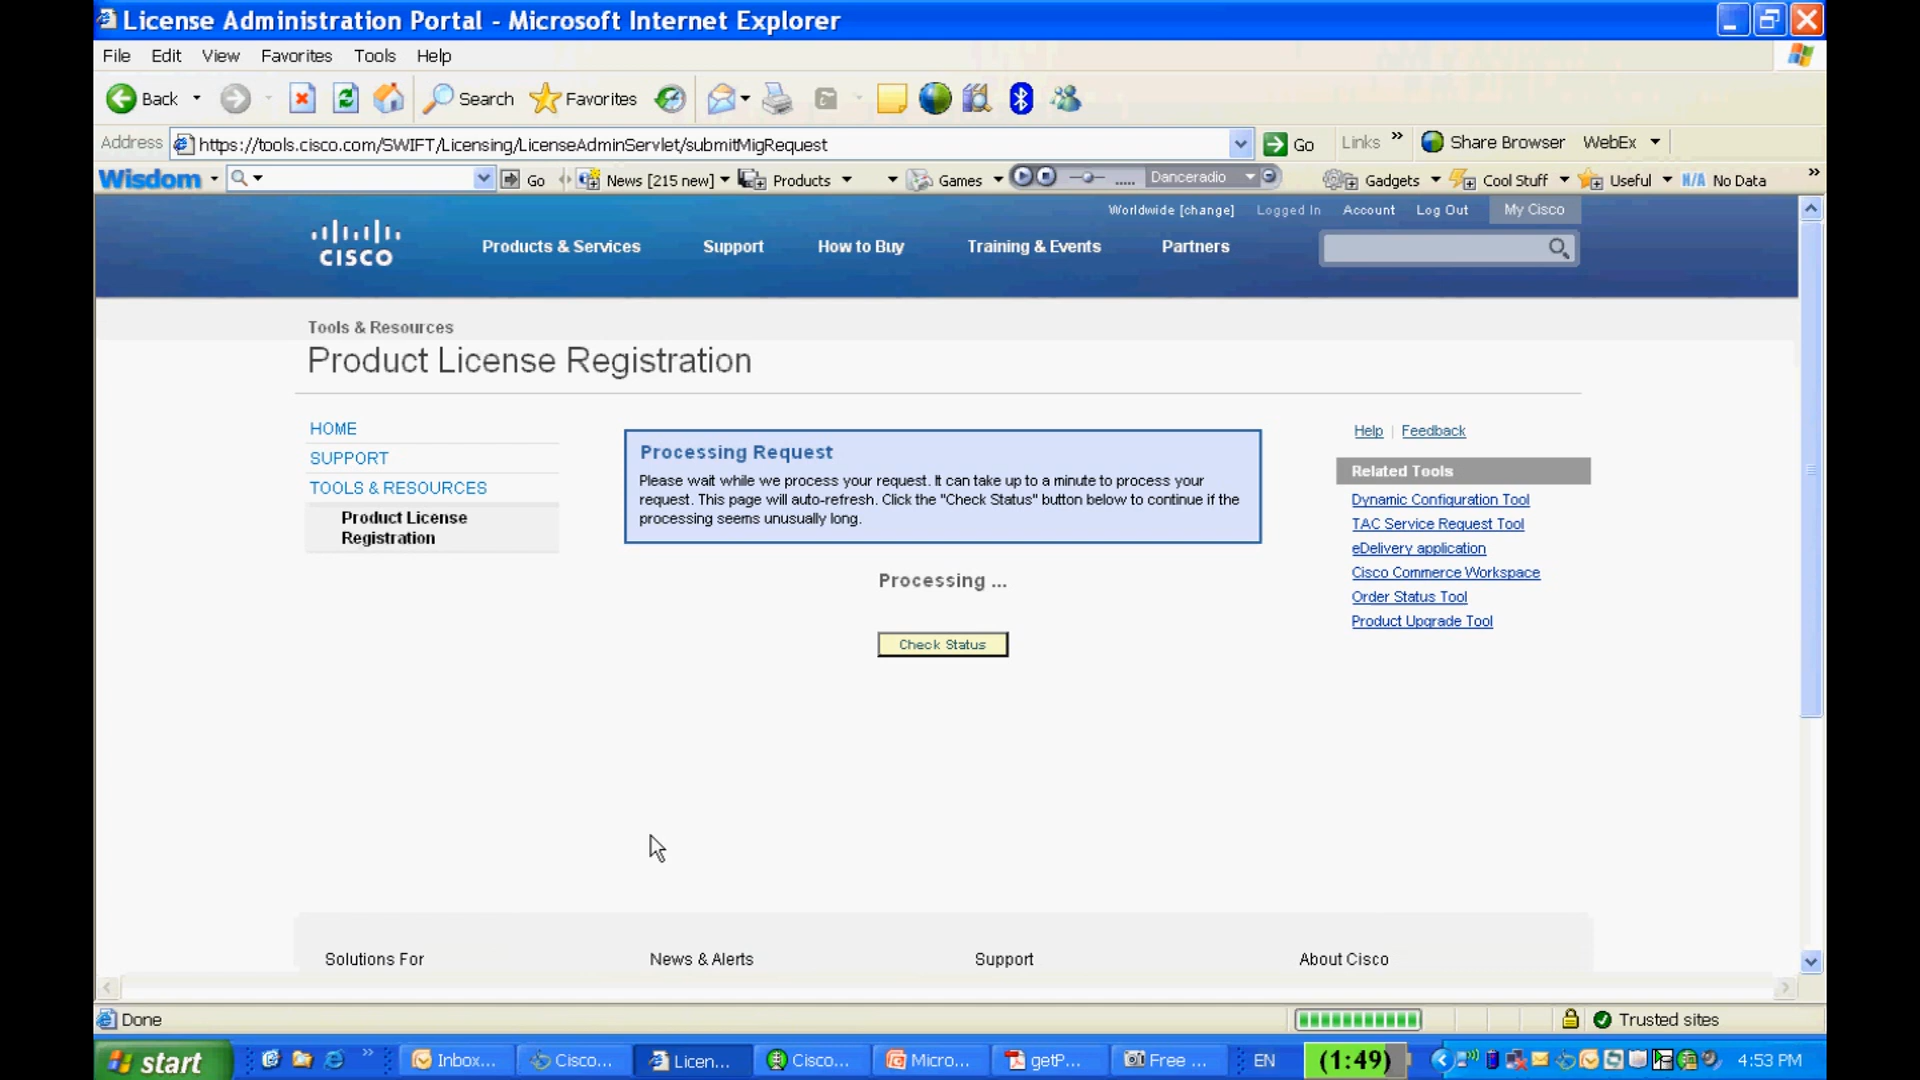 License Administration Portal - Microsoft Internet Explorer
File Edit View Favorites Tools Help
Back Search Favorites
Address https://tools.cisco.com/SWIFT/Licensing/LicenseAdminServlet/submitMigRequest Go Links » Share Browser WebEx
Wisdom Go News [215 new] Products Games Danceradio Gadgets Cool Stuff Useful N/A No Data »
Worldwide [change] Logged In Account Log Out My Cisco
CISCO
Products & Services Support How to Buy Training & Events Partners
Tools & Resources
Product License Registration
HOME
SUPPORT
TOOLS & RESOURCES
Product License
Registration
Processing Request
Please wait while we process your request. It can take up to a minute to process your
request. This page will auto-refresh. Click the "Check Status" button below to continue if the
processing seems unusually long.
Processing ...
Check Status
Help | Feedback
Related Tools
Dynamic Configuration Tool
TAC Service Request Tool
eDelivery application
Cisco Commerce Workspace
Order Status Tool
Product Upgrade Tool
Solutions For News & Alerts Support About Cisco
Done Trusted sites
start » Inbox... Cisco... Licen... Cisco... Micro... getP... Free ... EN (1:49) 4:53 PM